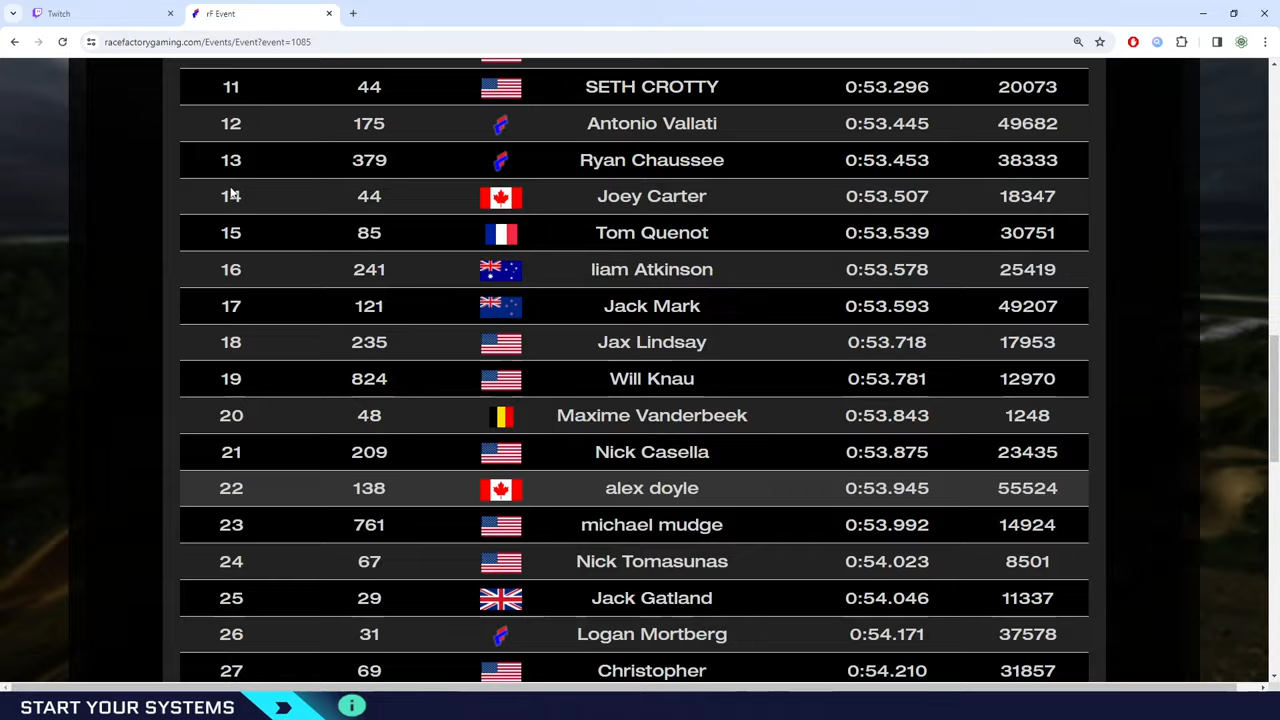 Twitch
rF Event
racefactorygaming.com/Events/Event?event=1085
11 44 SETH CROTTY 0:53.296 20073
12 175 Antonio Vallati 0:53.445 49682
13 379 Ryan Chaussee 0:53.453 38333
14 44 Joey Carter 0:53.507 18347
15 85 Tom Quenot 0:53.539 30751
16 241 liam Atkinson 0:53.578 25419
17 121 Jack Mark 0:53.593 49207
18 235 Jax Lindsay 0:53.718 17953
19 824 Will Knau 0:53.781 12970
20 48 Maxime Vanderbeek 0:53.843 1248
21 209 Nick Casella 0:53.875 23435
22 138 alex doyle 0:53.945 55524
23 761 michael mudge 0:53.992 14924
24 67 Nick Tomasunas 0:54.023 8501
25 29 Jack Gatland 0:54.046 11337
26 31 Logan Mortberg 0:54.171 37578
27 69 Christopher 0:54.210 31857
START YOUR SYSTEMS